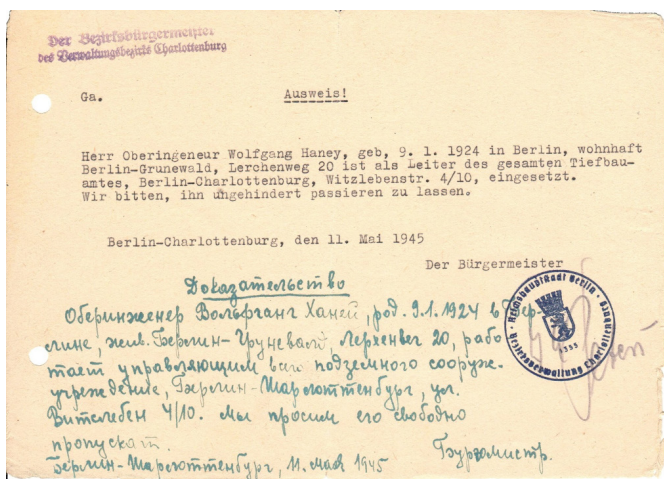 Der Bezirksbürgermeister
des Verwaltungsbezirks Charlottenburg
Ga. Ausweis!
Herr Oberingeneur Wolfgang Haney, geb, 9. 1. 1924 in Berlin, wohnhaft
Berlin-Grunewald, Lerchenweg 20 ist als Leiter des gesamten Tiefbau-
amtes, Berlin-Charlottenburg, Witzlebenstr. 4/10, eingesetzt.
Wir bitten, ihn ungehindert passieren zu lassen.
Berlin-Charlottenburg, den 11. Mai 1945
Der Bürgermeister
Доказательство
Оберинженер Вольфганг Ханей, род. 9.1.1924 в Бер-
лине, жив. Берлин-Груневалд, Лерхенвег 20, рабо-
тает управляющим всего подземного сооруж.
учреждение, Берлин-Шарлоттенбург, ул.
Вителебен 4/10. мы просим его свободно
пропускат.
Берлин-Шарлоттенбург, 11. мая 1945
Бургомистр.
Reichshauptstadt Berlin
Bezirksverwaltung Charlottenburg